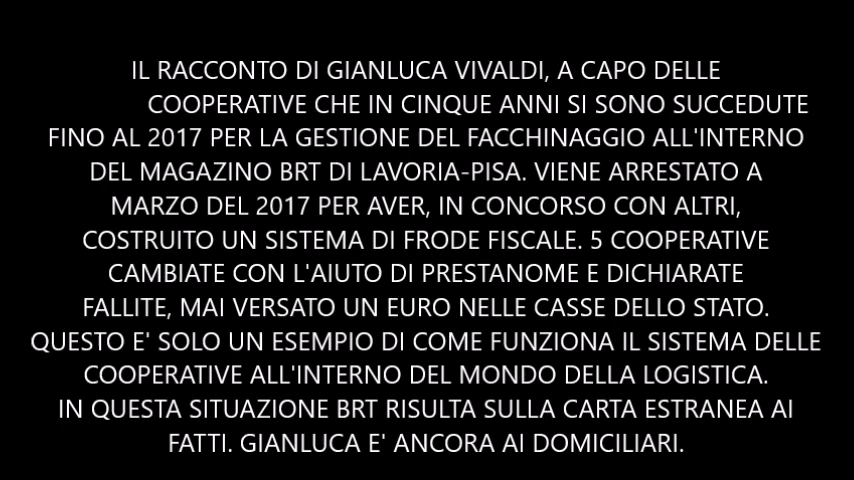 IL RACCONTO DI GIANLUCA VIVALDI, A CAPO DELLE
COOPERATIVE CHE IN CINQUE ANNI SI SONO SUCCEDUTE
FINO AL 2017 PER LA GESTIONE DEL FACCHINAGGIO ALL'INTERNO
DEL MAGAZINO BRT DI LAVORIA-PISA. VIENE ARRESTATO A
MARZO DEL 2017 PER AVER, IN CONCORSO CON ALTRI,
COSTRUITO UN SISTEMA DI FRODE FISCALE. 5 COOPERATIVE
CAMBIATE CON L'AIUTO DI PRESTANOME E DICHIARATE
FALLITE, MAI VERSATO UN EURO NELLE CASSE DELLO STATO.
QUESTO E' SOLO UN ESEMPIO DI COME FUNZIONA IL SISTEMA DELLE
COOPERATIVE ALL'INTERNO DEL MONDO DELLA LOGISTICA.
IN QUESTA SITUAZIONE BRT RISULTA SULLA CARTA ESTRANEA AI
FATTI. GIANLUCA E' ANCORA AI DOMICILIARI.